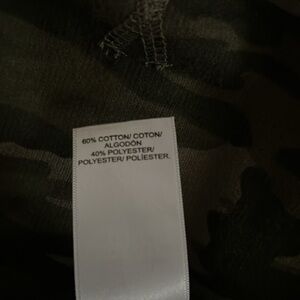 60% COTTON/ COTON/
ALGODÓN
40% POLYESTER/
POLYESTER/ POLIÉSTER.